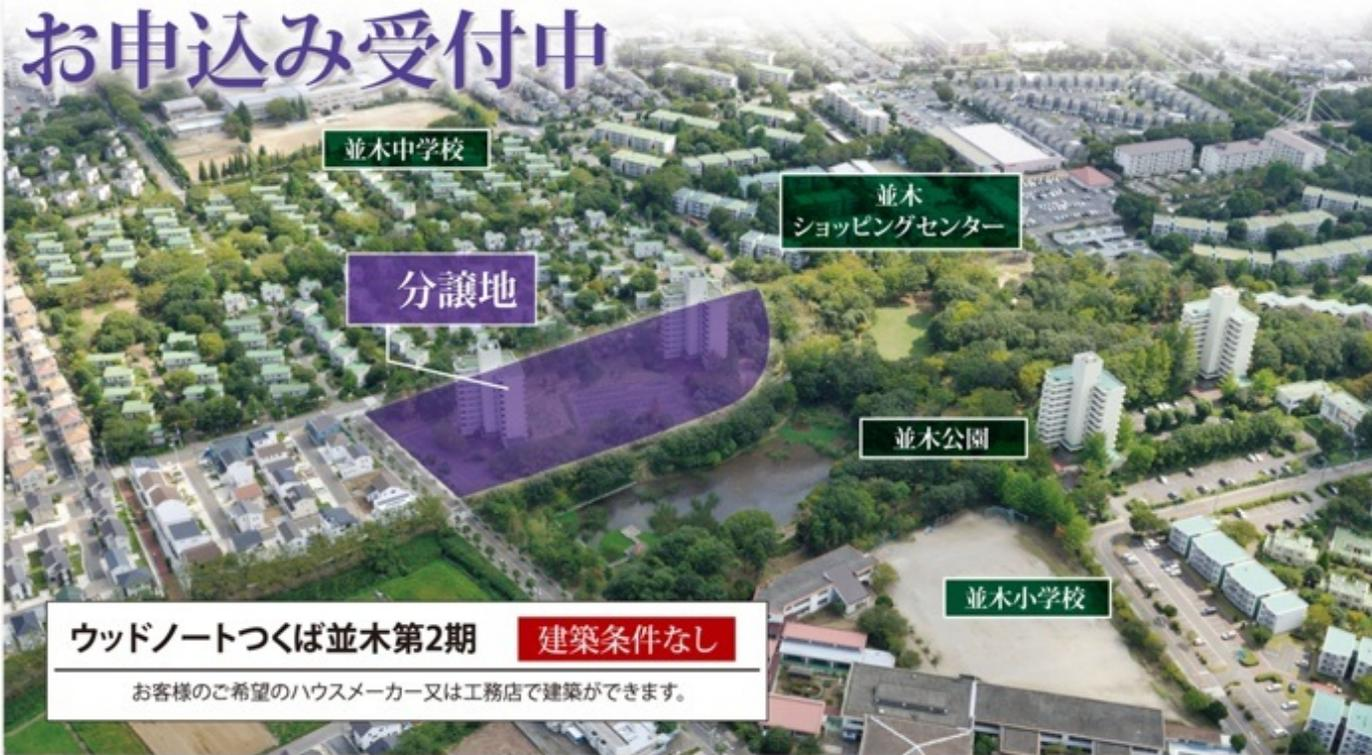 お申込み受付中
並木中学校
並木
ショッピングセンター
分譲地
並木公園
並木小学校
ウッドノートつくば並木第2期 建築条件なし
お客様のご希望のハウスメーカー又は工務店で建築ができます。